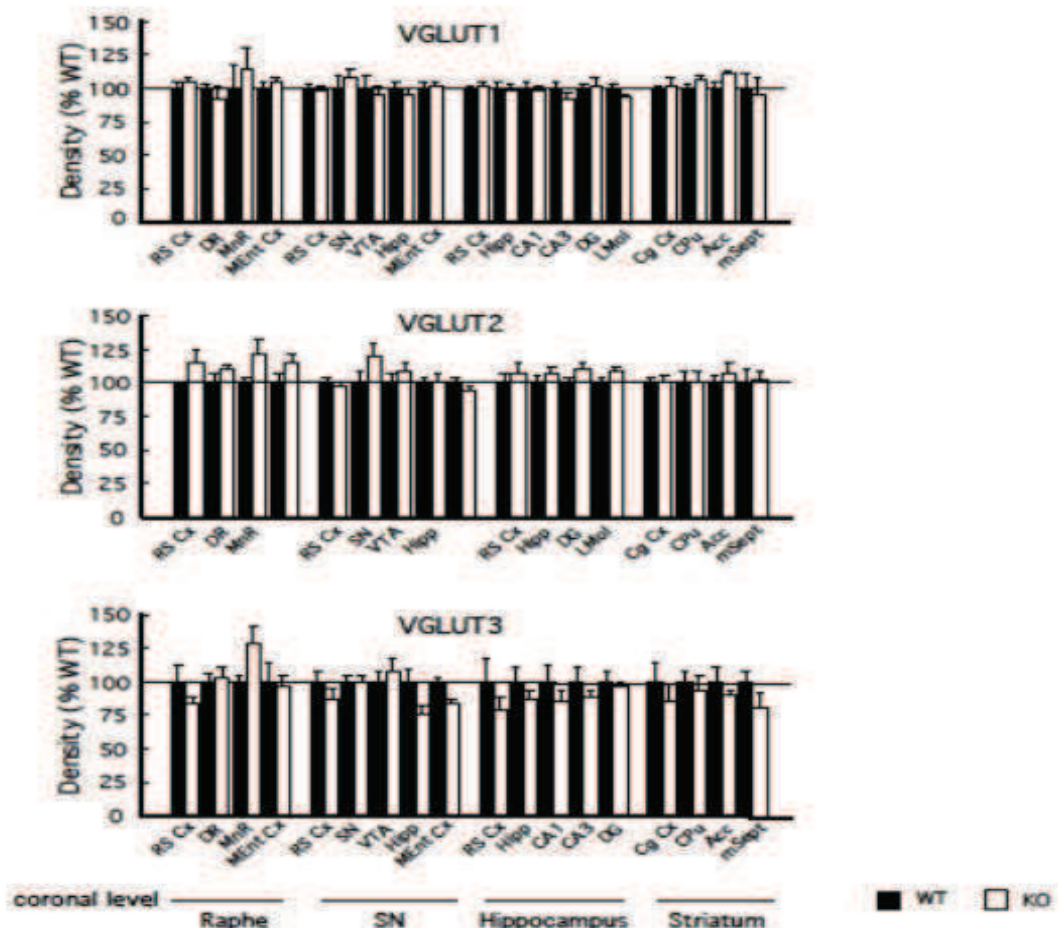 VGLUT1
Density (% WT)
150
125
100
75
50
25
0
RS Cx DR MnR MEnt Cx RS Cx SN VTA Hipp MEnt Cx RS Cx Hipp CA1 CA3 DG LMol Cg Cx CPu Acc mSept
VGLUT2
Density (% WT)
150
125
100
75
50
25
0
RS Cx DR MnR RS Cx SN VTA Hipp RS Cx Hipp DG LMol Cg Cx CPu Acc mSept
VGLUT3
Density (% WT)
150
125
100
75
50
25
0
RS Cx DR MnR MEnt Cx RS Cx SN VTA Hipp MEnt Cx RS Cx Hipp CA1 CA3 DG Cg Cx CPu Acc mSept
coronal level
Raphe SN Hippocampus Striatum
WT KO